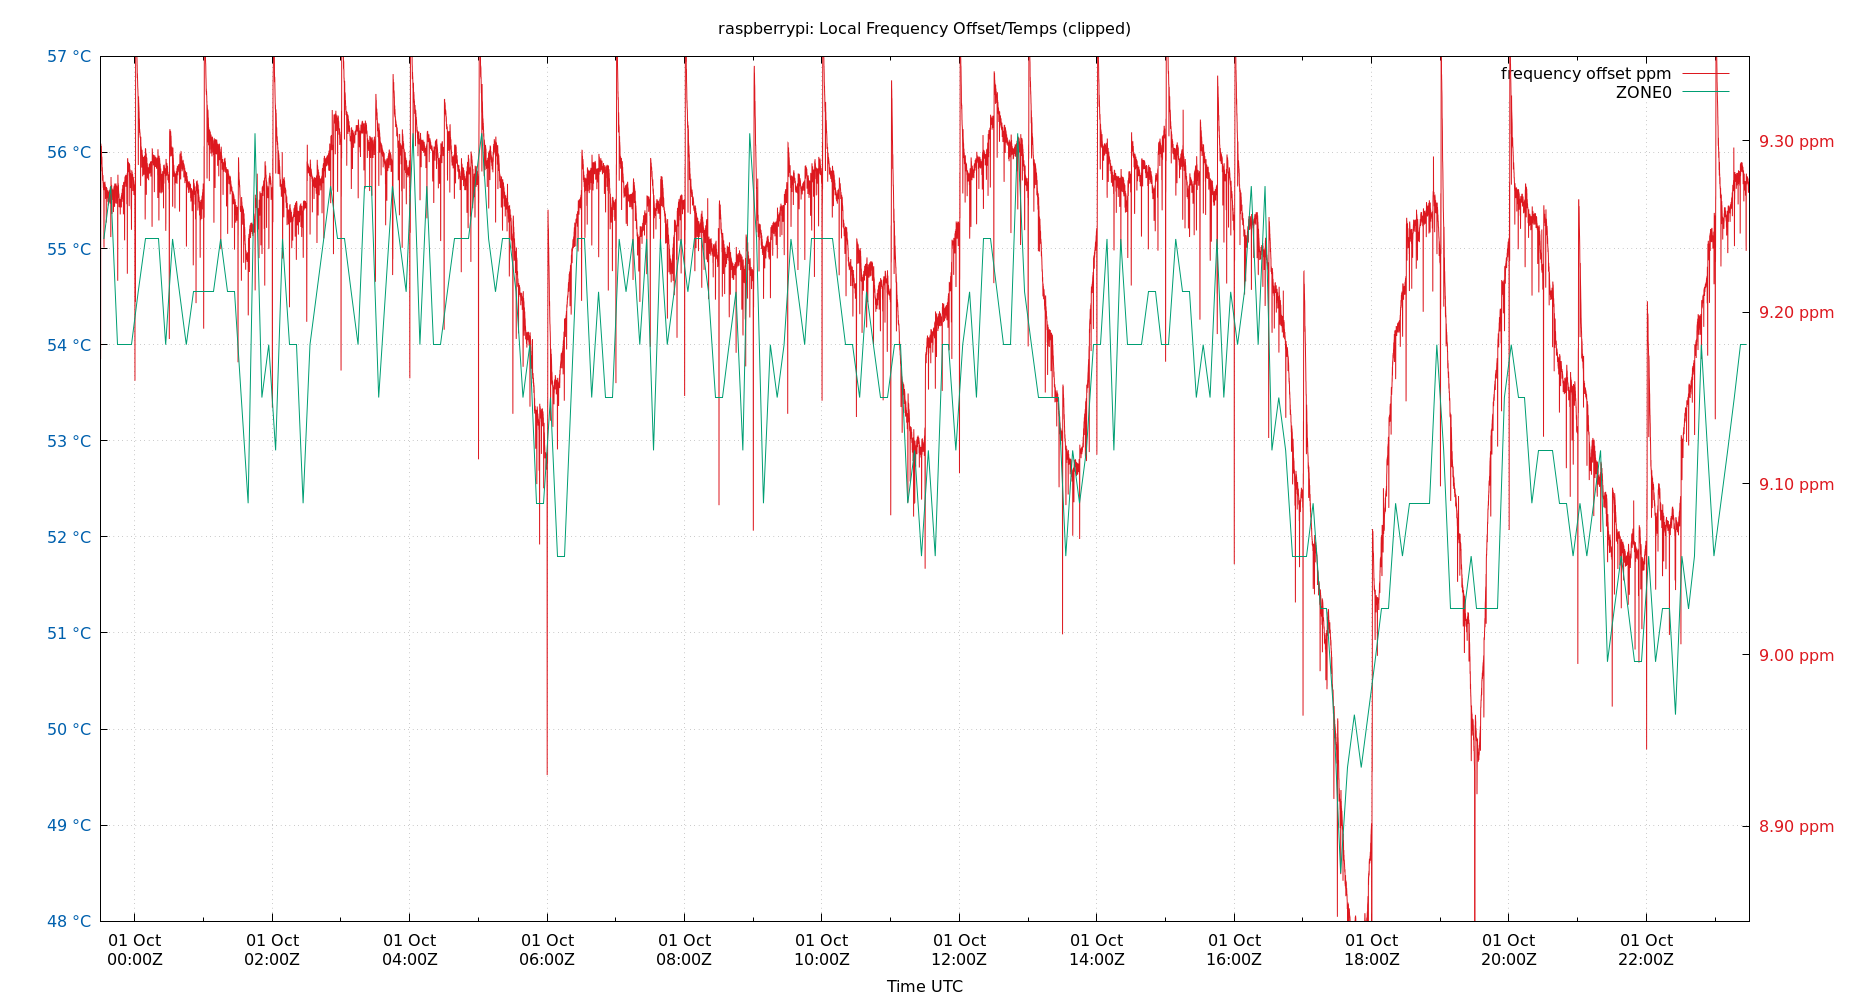 raspberrypi: Local Frequency Offset/Temps (clipped)
frequency offset ppm
ZONE0
57 °C
56 °C
55 °C
54 °C
53 °C
52 °C
51 °C
50 °C
49 °C
48 °C
9.30 ppm
9.20 ppm
9.10 ppm
9.00 ppm
8.90 ppm
01 Oct
00:00Z
01 Oct
02:00Z
01 Oct
04:00Z
01 Oct
06:00Z
01 Oct
08:00Z
01 Oct
10:00Z
01 Oct
12:00Z
01 Oct
14:00Z
01 Oct
16:00Z
01 Oct
18:00Z
01 Oct
20:00Z
01 Oct
22:00Z
Time UTC